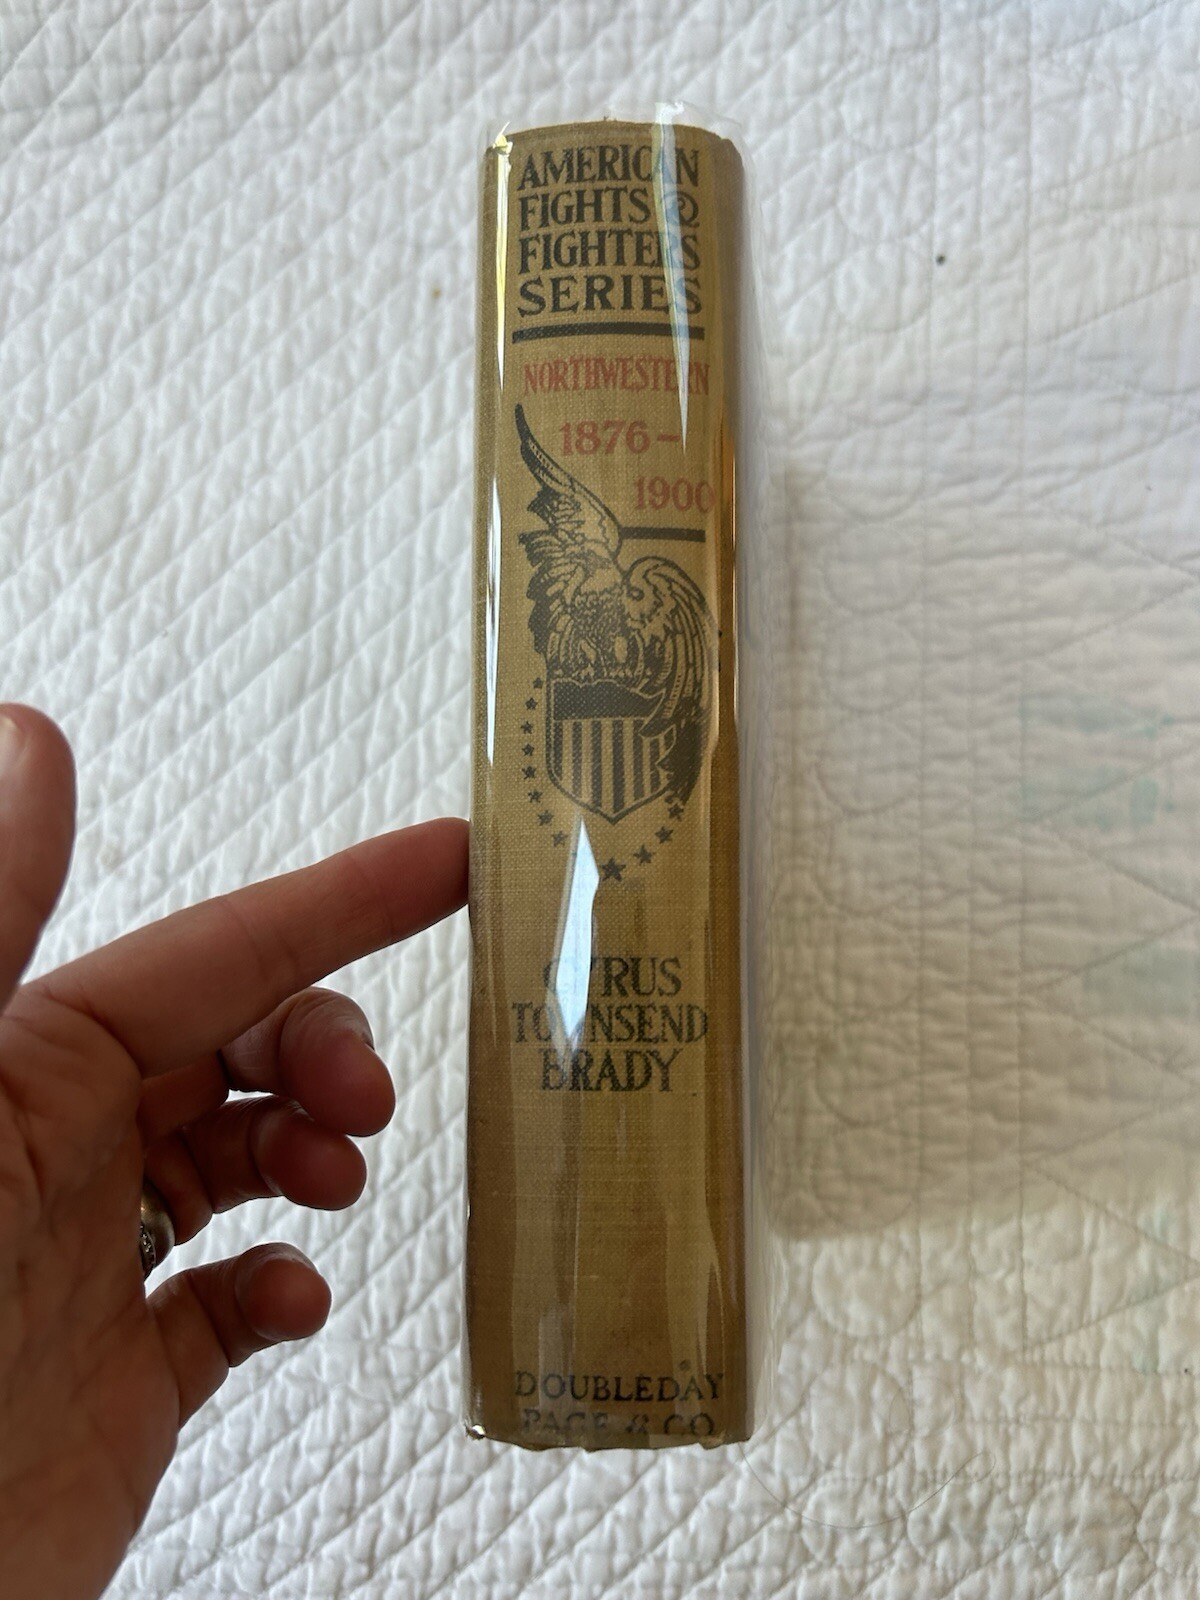 AMERICAN
FIGHTS &
FIGHTERS
SERIES
NORTHWESTERN
1876-
1900
CYRUS
TOWNSEND
BRADY
DOUBLEDAY
PAGE & CO